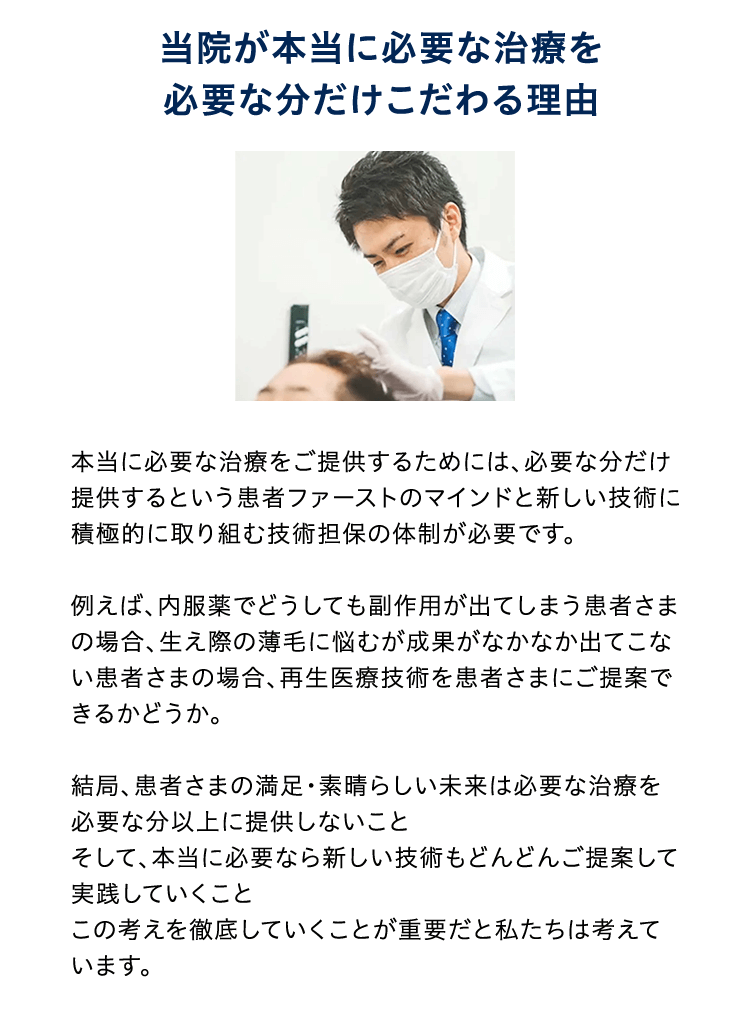 当院が本当に必要な治療を
必要な分だけこだわる理由
本当に必要な治療をご提供するためには、必要な分だけ
提供するという患者ファーストのマインドと新しい技術に
積極的に取り組む技術担保の体制が必要です。
例えば、内服薬でどうしても副作用が出てしまう患者さま
の場合、生え際の薄毛に悩むが成果がなかなか出てこな
い患者さまの場合、再生医療技術を患者さまにご提案で
きるかどうか。
結局、患者さまの満足・素晴らしい未来は必要な治療を
必要な分以上に提供しないこと
そして、本当に必要なら新しい技術もどんどんご提案して
実践していくこと
この考えを徹底していくことが重要だと私たちは考えて
います。